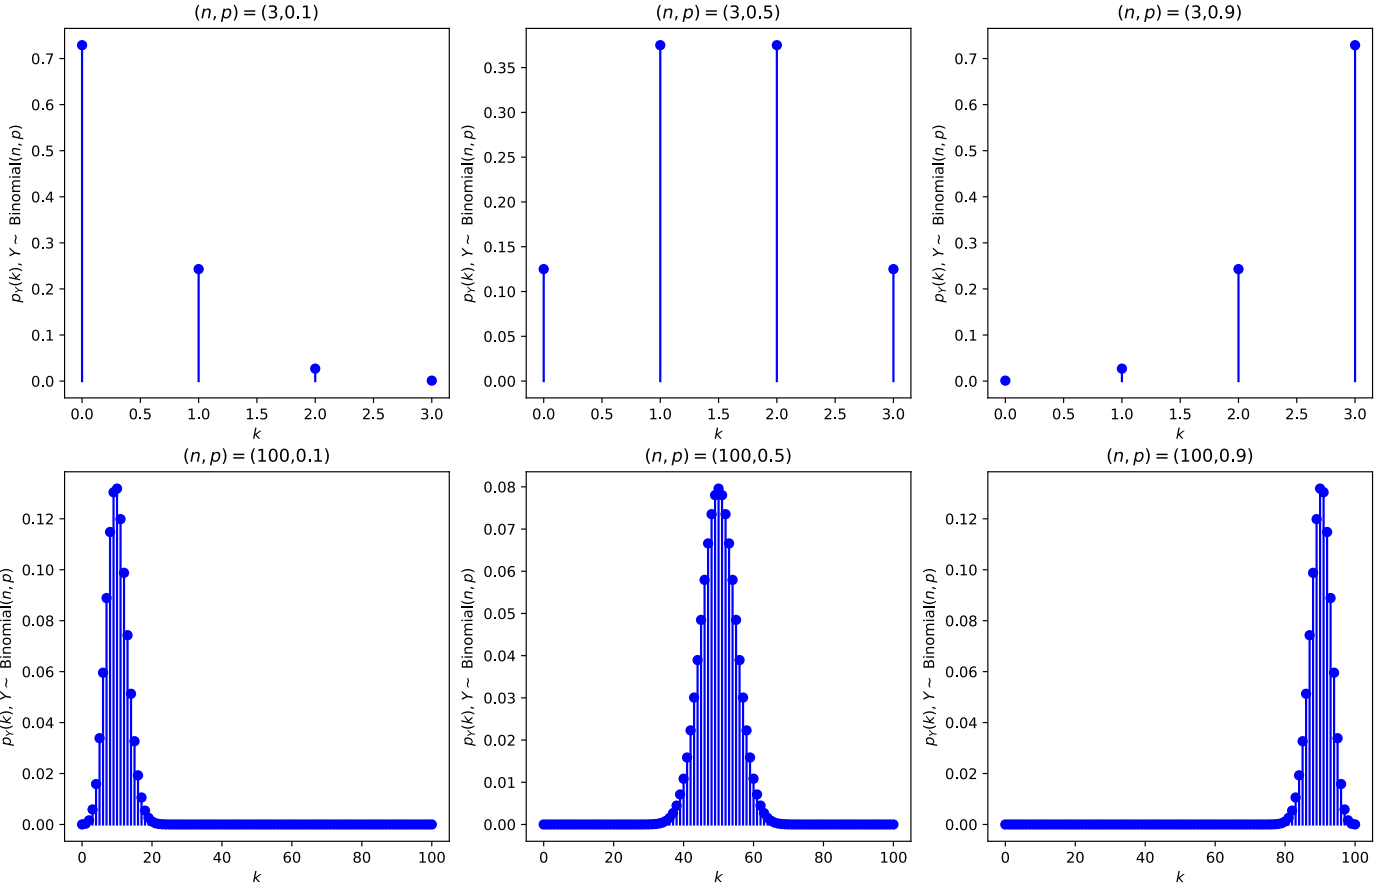 (n, p) = (3,0.1)
p_Y(k), Y ~ Binomial(n, p)
0.7
0.6
0.5
0.4
0.3
0.2
0.1
0.0
0.0 0.5 1.0 1.5 2.0 2.5 3.0
k
(n, p) = (3,0.5)
p_Y(k), Y ~ Binomial(n, p)
0.35
0.30
0.25
0.20
0.15
0.10
0.05
0.00
0.0 0.5 1.0 1.5 2.0 2.5 3.0
k
(n, p) = (3,0.9)
p_Y(k), Y ~ Binomial(n, p)
0.7
0.6
0.5
0.4
0.3
0.2
0.1
0.0
0.0 0.5 1.0 1.5 2.0 2.5 3.0
k
(n, p) = (100,0.1)
p_Y(k), Y ~ Binomial(n, p)
0.12
0.10
0.08
0.06
0.04
0.02
0.00
0 20 40 60 80 100
k
(n, p) = (100,0.5)
p_Y(k), Y ~ Binomial(n, p)
0.08
0.07
0.06
0.05
0.04
0.03
0.02
0.01
0.00
0 20 40 60 80 100
k
(n, p) = (100,0.9)
p_Y(k), Y ~ Binomial(n, p)
0.12
0.10
0.08
0.06
0.04
0.02
0.00
0 20 40 60 80 100
k